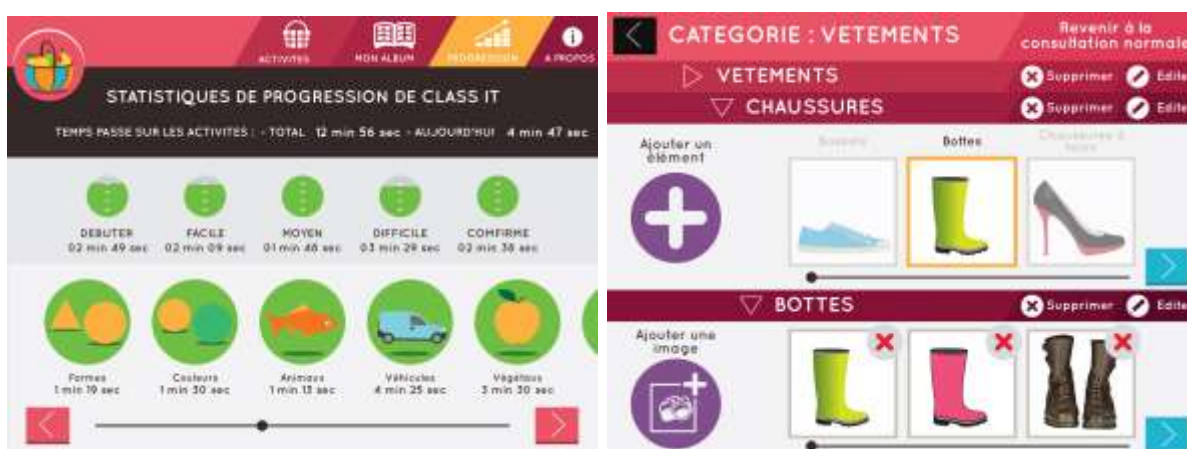 ACTIVITES
MON ALBUM
PROGRESSION
A PROPOS
STATISTIQUES DE PROGRESSION DE CLASS IT
TEMPS PASSE SUR LES ACTIVITES : - TOTAL 12 min 56 sec - AUJOURD'HUI 4 min 47 sec
DEBUTER
02 min 49 sec
FACILE
02 min 09 sec
MOYEN
01 min 46 sec
DIFFICILE
03 min 29 sec
COMFIRME
02 min 38 sec
Formes
1 min 19 sec
Couleurs
1 min 30 sec
Animaux
1 min 13 sec
Véhicules
4 min 25 sec
Végétaux
3 min 30 sec
CATEGORIE : VETEMENTS
Revenir à la
consultation normale
VETEMENTS
Supprimer
Edite
CHAUSSURES
Supprimer
Edite
Ajouter un
élément
Baskets
Bottes
Chaussures à
talon
BOTTES
Supprimer
Edite
Ajouter une
image